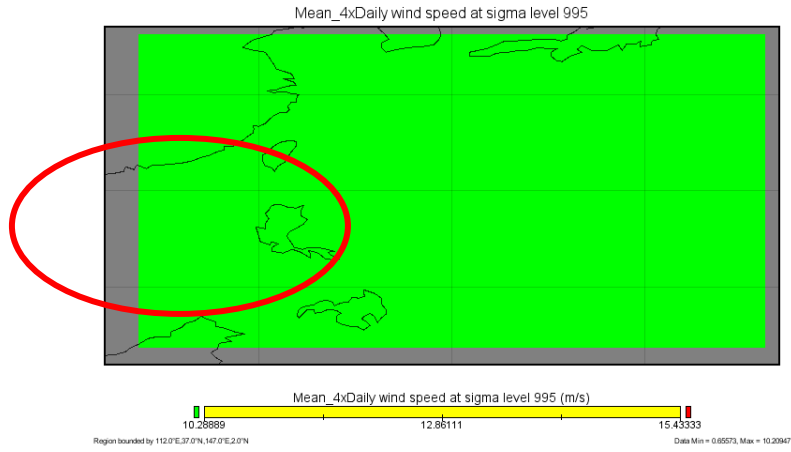 Mean_4xDaily wind speed at sigma level 995
Mean_4xDaily wind speed at sigma level 995 (m/s)
10.28889 12.86111 15.43333
Region bounded by 112.0°E,37.0°N,147.0°E,2.0°N Data Min = 0.65573, Max = 10.20947